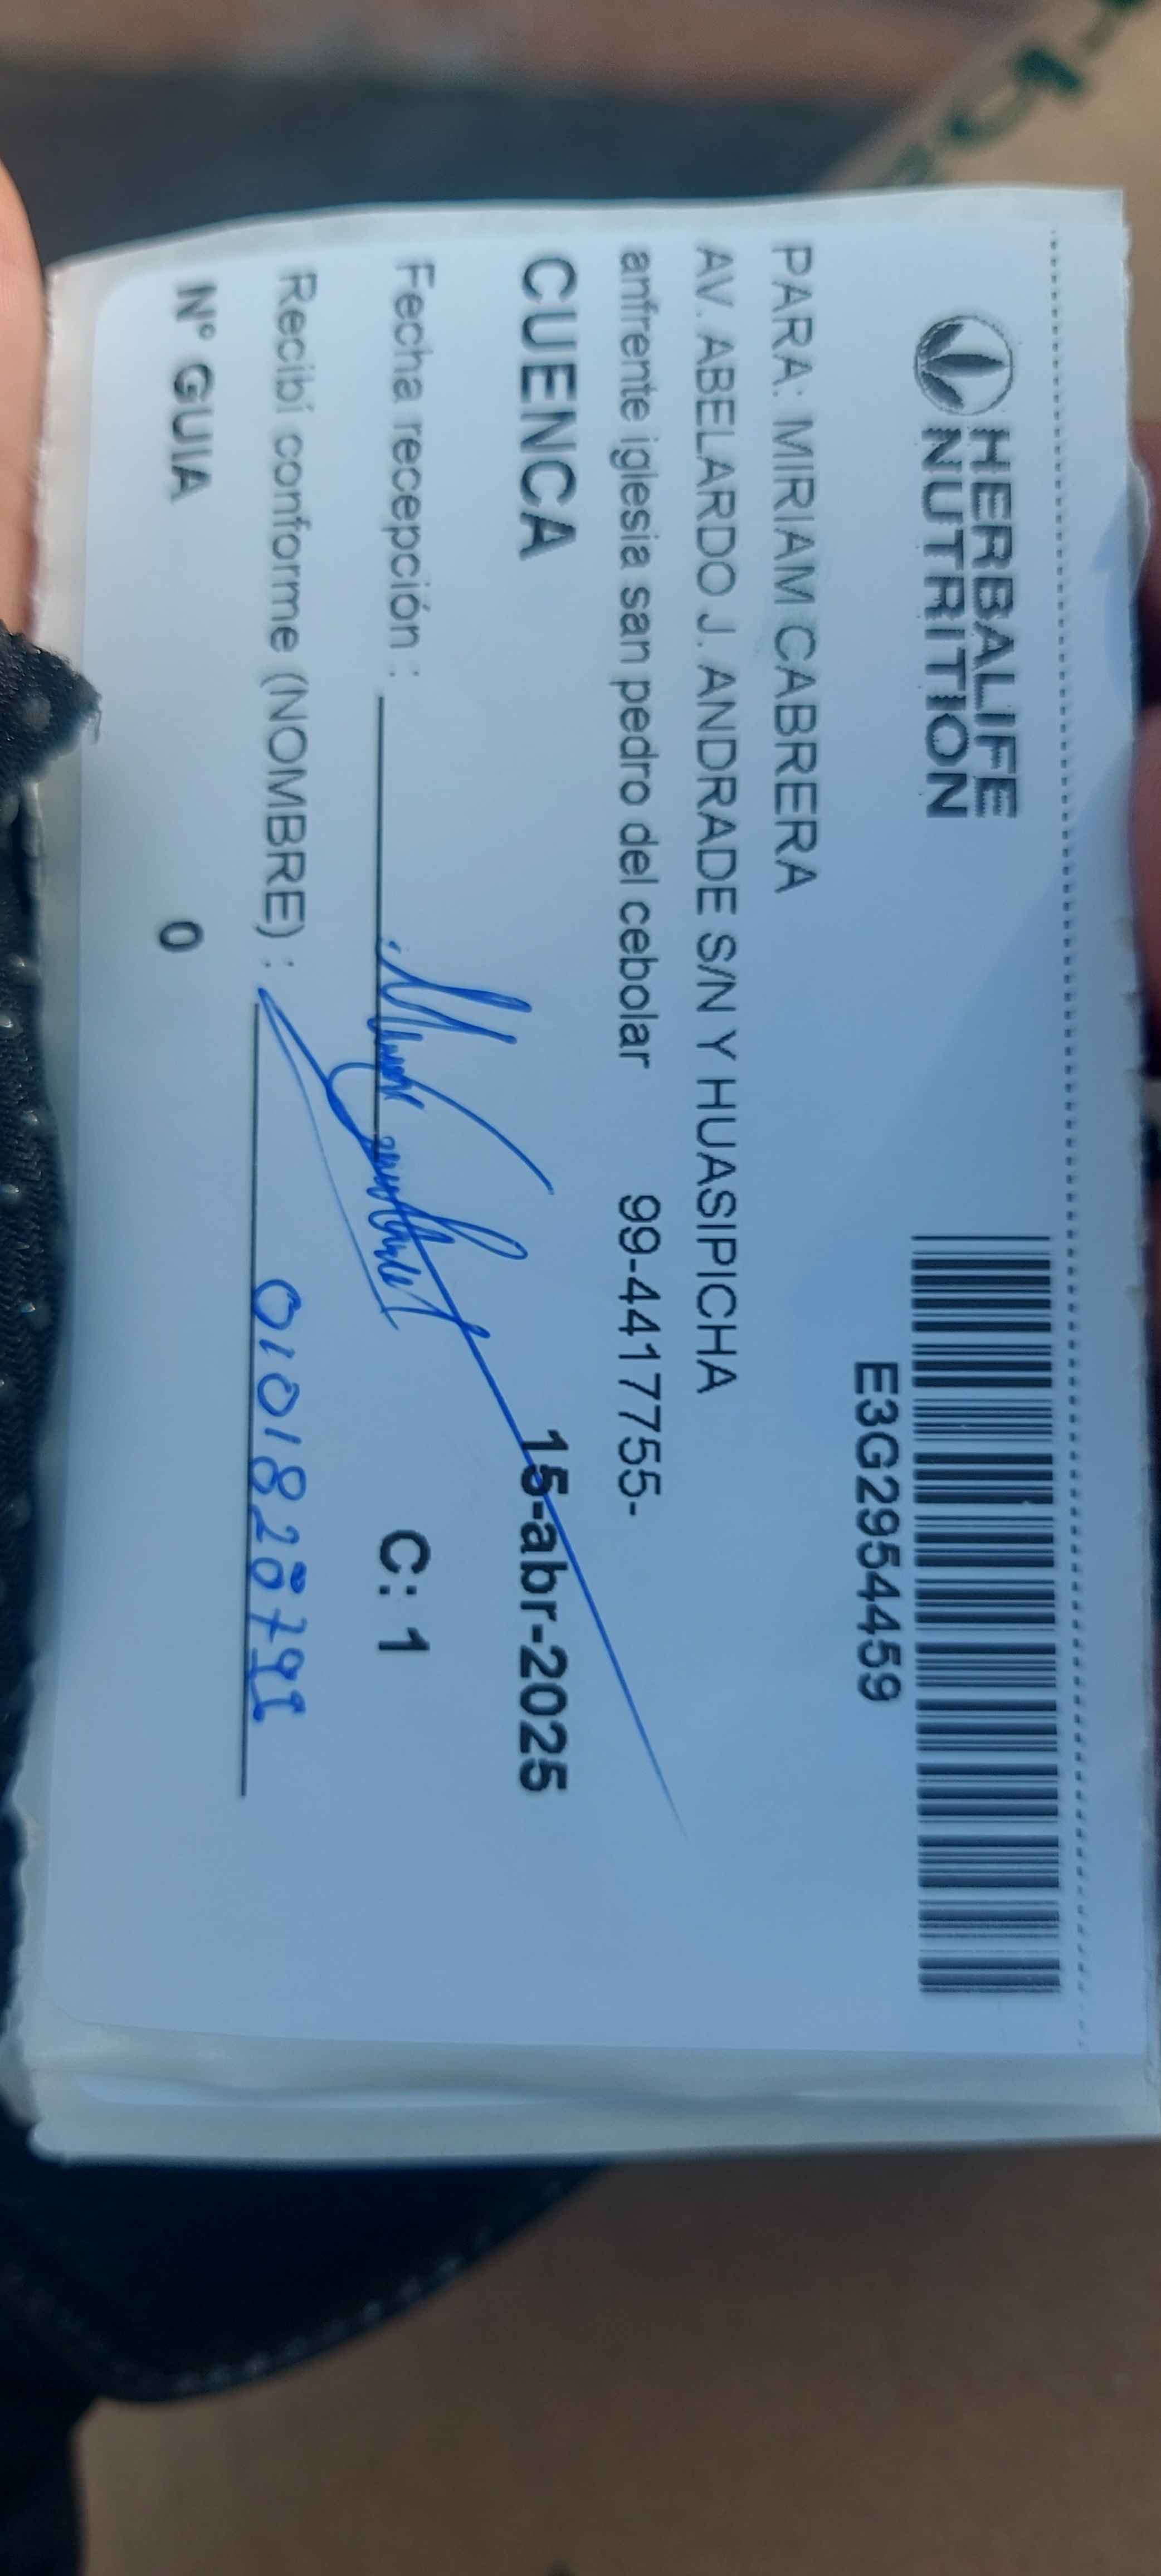 HERBALIFE
NUTRITION
E3G2954459
PARA: MIRIAM CABRERA
AV. ABELARDO J. ANDRADE S/N Y HUASIPICHA
anfrente iglesia san pedro del cebolar 99-4417755-
CUENCA 15-abr-2025
Fecha recepción : C: 1
Recibí conforme (NOMBRE) :
N° GUIA 0